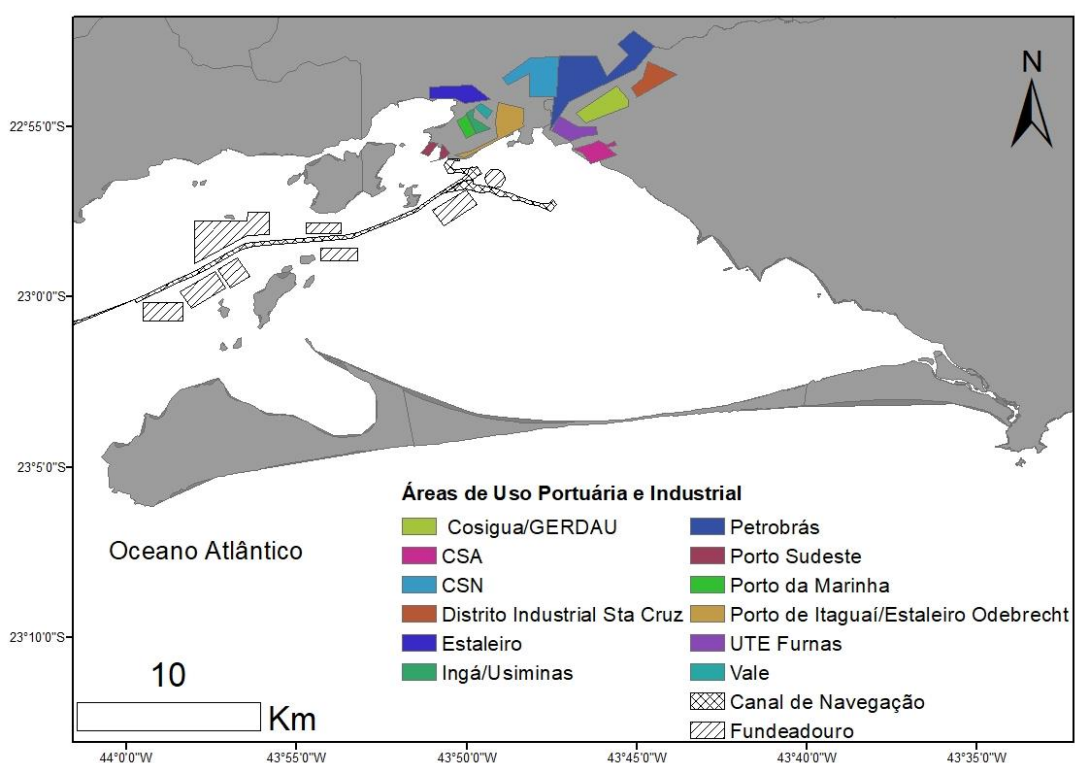 N
22°55'0"S
23°0'0"S
23°5'0"S
23°10'0"S
Oceano Atlântico
10
Km
Áreas de Uso Portuária e Industrial
Cosigua/GERDAU
CSA
CSN
Distrito Industrial Sta Cruz
Estaleiro
Ingá/Usiminas
Petrobrás
Porto Sudeste
Porto da Marinha
Porto de Itaguaí/Estaleiro Odebrecht
UTE Furnas
Vale
Canal de Navegação
Fundeadouro
44°0'0"W
43°55'0"W
43°50'0"W
43°45'0"W
43°40'0"W
43°35'0"W